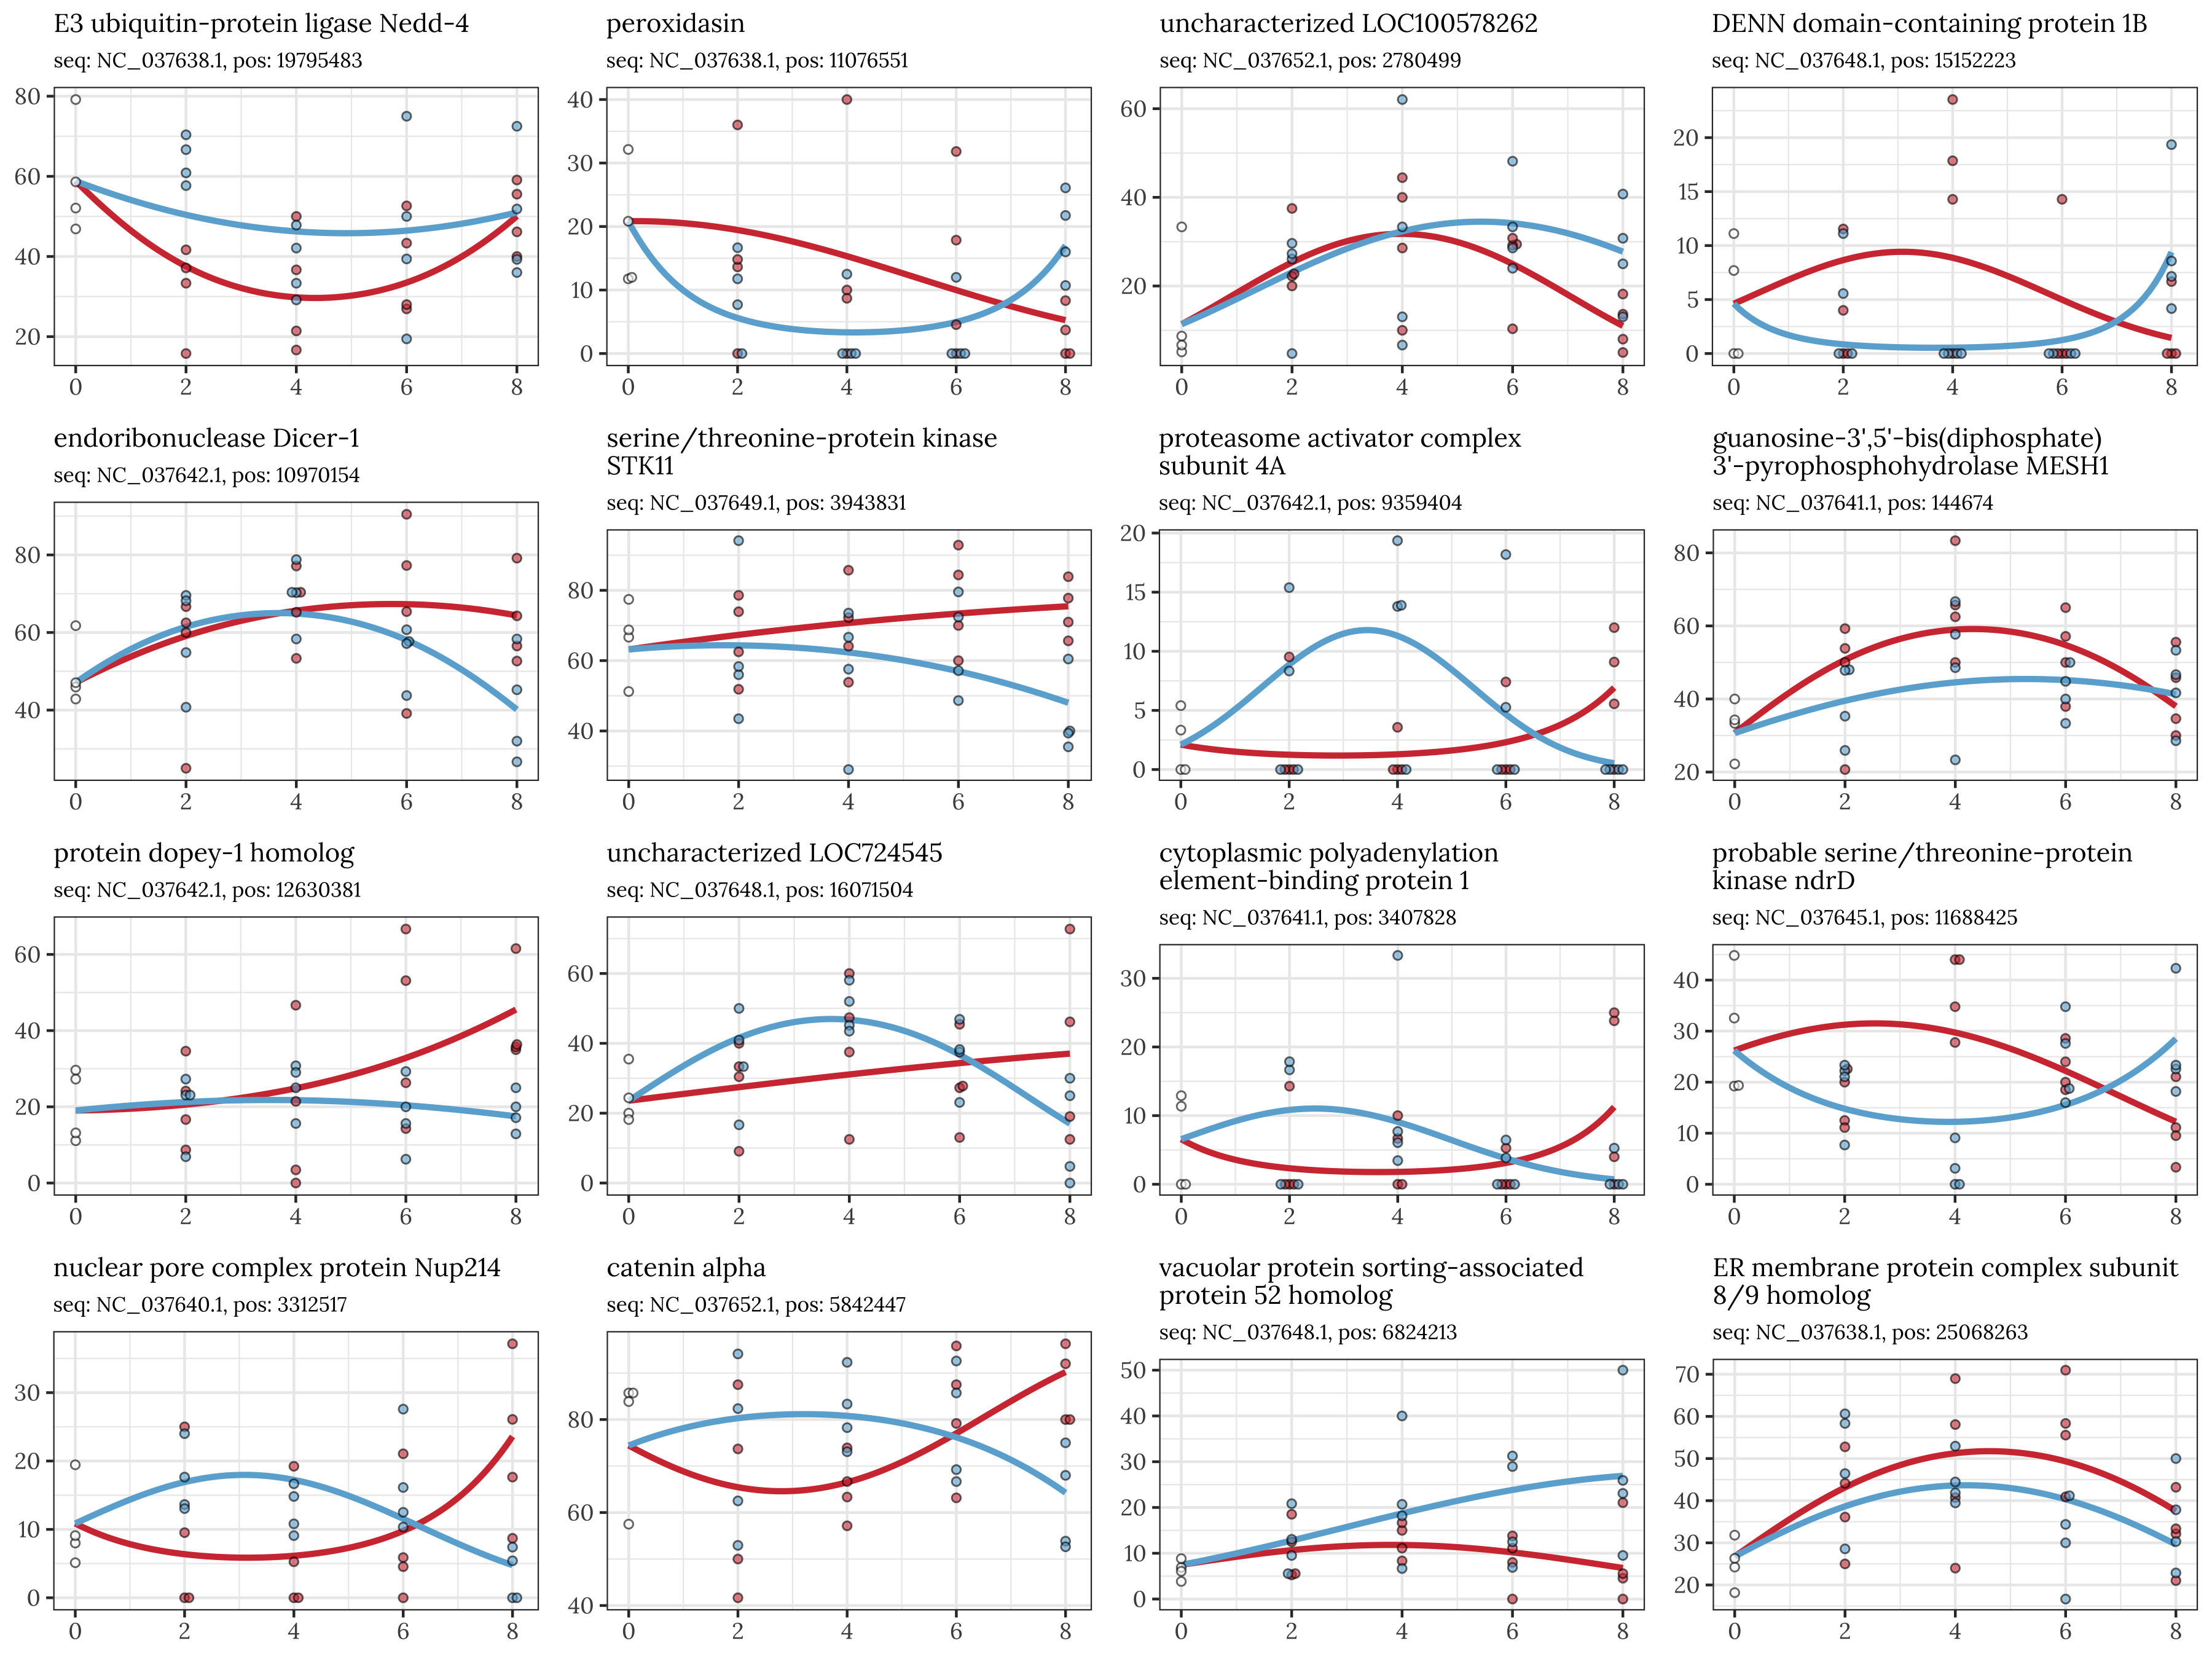 E3 ubiquitin-protein ligase Nedd-4
seq: NC_037638.1, pos: 19795483
80
60
40
20
0 2 4 6 8
peroxidasin
seq: NC_037638.1, pos: 11076551
40
30
20
10
0
0 2 4 6 8
uncharacterized LOC100578262
seq: NC_037652.1, pos: 2780499
60
40
20
0 2 4 6 8
DENN domain-containing protein 1B
seq: NC_037648.1, pos: 15152223
20
15
10
5
0
0 2 4 6 8
endoribonuclease Dicer-1
seq: NC_037642.1, pos: 10970154
80
60
40
0 2 4 6 8
serine/threonine-protein kinase
STK11
seq: NC_037649.1, pos: 3943831
80
60
40
0 2 4 6 8
proteasome activator complex
subunit 4A
seq: NC_037642.1, pos: 9359404
20
15
10
5
0
0 2 4 6 8
guanosine-3',5'-bis(diphosphate)
3'-pyrophosphohydrolase MESH1
seq: NC_037641.1, pos: 144674
80
60
40
20
0 2 4 6 8
protein dopey-1 homolog
seq: NC_037642.1, pos: 12630381
60
40
20
0
0 2 4 6 8
uncharacterized LOC724545
seq: NC_037648.1, pos: 16071504
60
40
20
0
0 2 4 6 8
cytoplasmic polyadenylation
element-binding protein 1
seq: NC_037641.1, pos: 3407828
30
20
10
0
0 2 4 6 8
probable serine/threonine-protein
kinase ndrD
seq: NC_037645.1, pos: 11688425
40
30
20
10
0
0 2 4 6 8
nuclear pore complex protein Nup214
seq: NC_037640.1, pos: 3312517
30
20
10
0
0 2 4 6 8
catenin alpha
seq: NC_037652.1, pos: 5842447
80
60
40
0 2 4 6 8
vacuolar protein sorting-associated
protein 52 homolog
seq: NC_037648.1, pos: 6824213
50
40
30
20
10
0
0 2 4 6 8
ER membrane protein complex subunit
8/9 homolog
seq: NC_037638.1, pos: 25068263
70
60
50
40
30
20
0 2 4 6 8